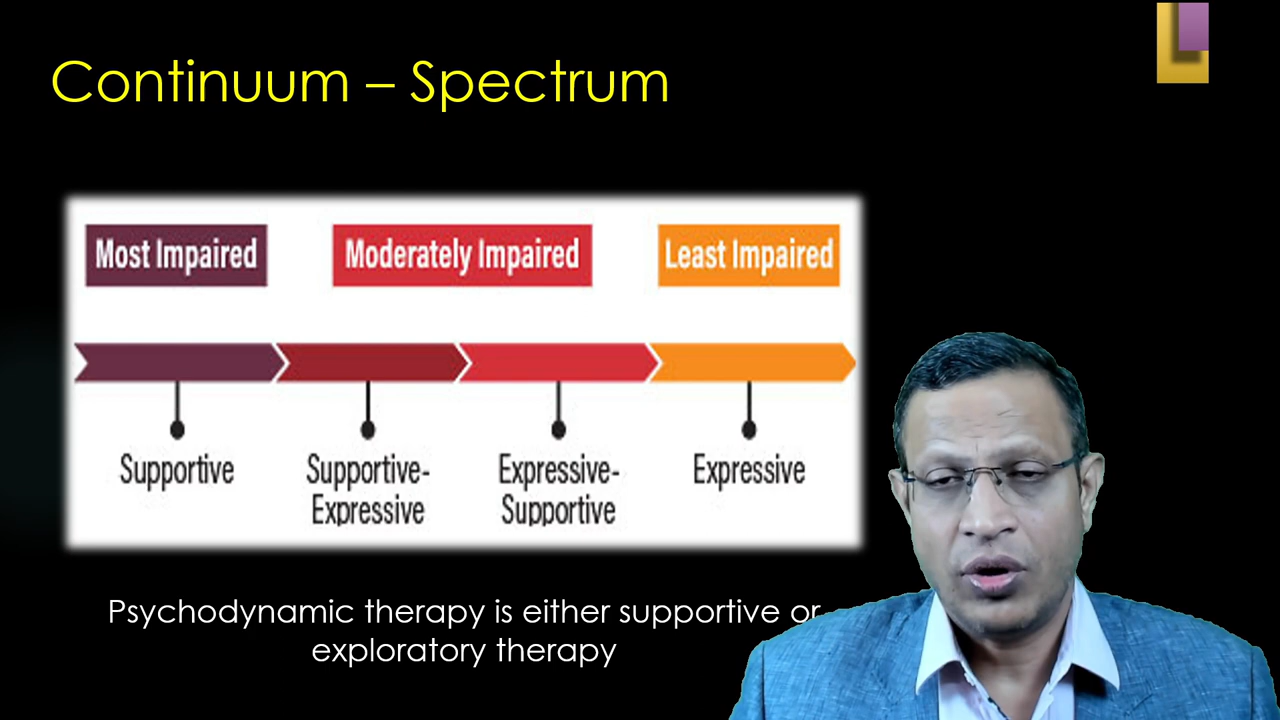 Continuum – Spectrum
Most Impaired
Moderately Impaired
Least Impaired
Supportive
Supportive-
Expressive
Expressive-
Supportive
Expressive
Psychodynamic therapy is either supportive or
exploratory therapy